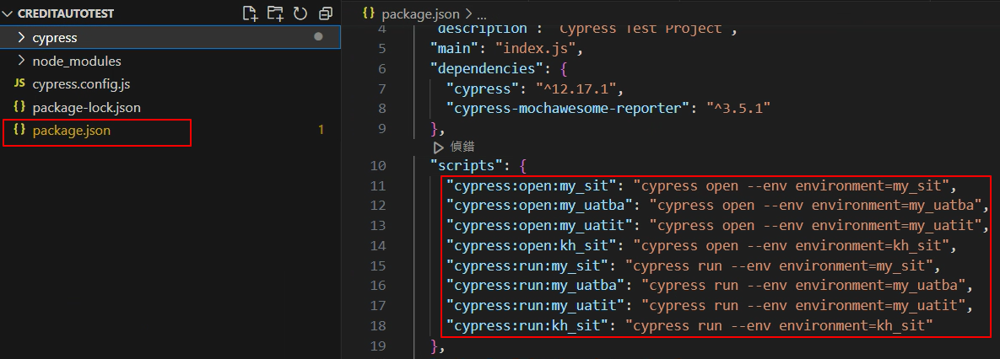 CREDITAUTOTEST
cypress
node_modules
JS cypress.config.js
{} package-lock.json
{} package.json 1
{} package.json > ...
4 "description": "Cypress Test Project",
5 "main": "index.js",
6 "dependencies": {
7 "cypress": "^12.17.1",
8 "cypress-mochawesome-reporter": "^3.5.1"
9 },
偵錯
10 "scripts": {
11 "cypress:open:my_sit": "cypress open --env environment=my_sit",
12 "cypress:open:my_uatba": "cypress open --env environment=my_uatba",
13 "cypress:open:my_uatit": "cypress open --env environment=my_uatit",
14 "cypress:open:kh_sit": "cypress open --env environment=kh_sit",
15 "cypress:run:my_sit": "cypress run --env environment=my_sit",
16 "cypress:run:my_uatba": "cypress run --env environment=my_uatba",
17 "cypress:run:my_uatit": "cypress run --env environment=my_uatit",
18 "cypress:run:kh_sit": "cypress run --env environment=kh_sit"
19 },